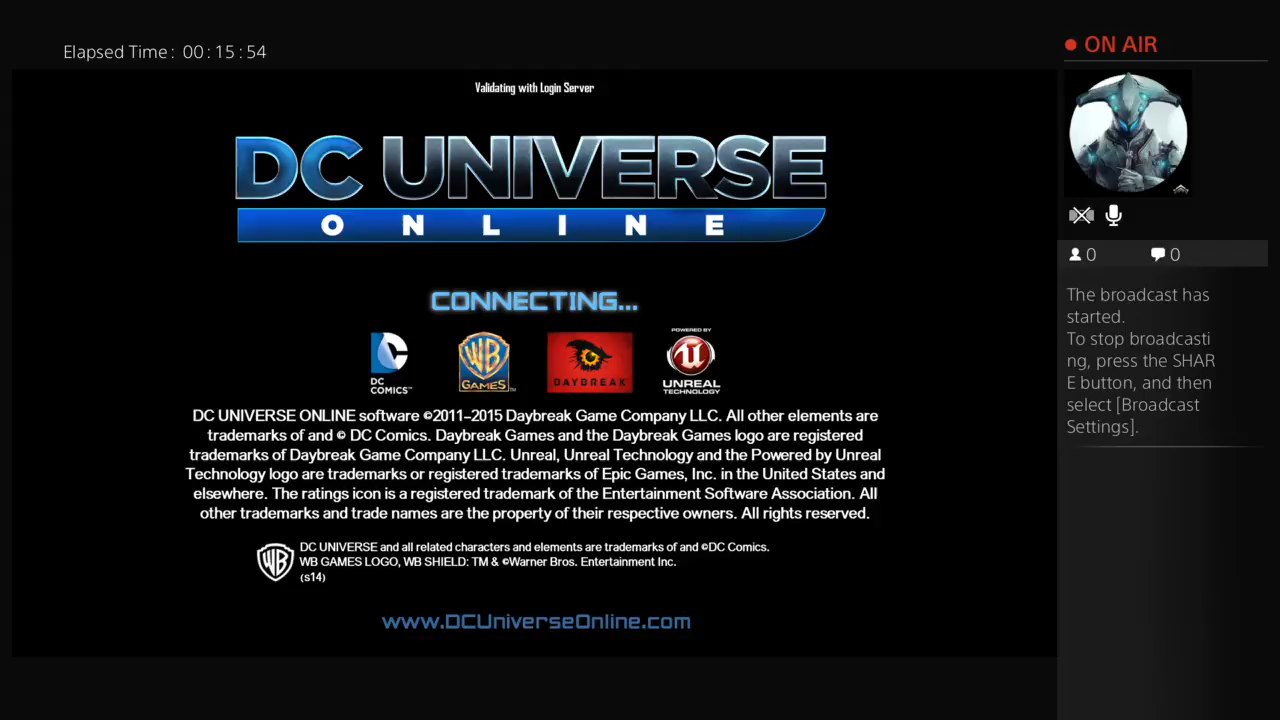 Elapsed Time: 00:15:54
ON AIR
Validating with Login Server
DC UNIVERSE
ONLINE
CONNECTING...
DC
COMICS™
WB
GAMES™
DAYBREAK
POWERED BY
U
UNREAL
TECHNOLOGY
DC UNIVERSE ONLINE software ©2011–2015 Daybreak Game Company LLC. All other elements are
trademarks of and © DC Comics. Daybreak Games and the Daybreak Games logo are registered
trademarks of Daybreak Game Company LLC. Unreal, Unreal Technology and the Powered by Unreal
Technology logo are trademarks or registered trademarks of Epic Games, Inc. in the United States and
elsewhere. The ratings icon is a registered trademark of the Entertainment Software Association. All
other trademarks and trade names are the property of their respective owners. All rights reserved.
WB
DC UNIVERSE and all related characters and elements are trademarks of and ©DC Comics.
WB GAMES LOGO, WB SHIELD: TM & ©Warner Bros. Entertainment Inc.
(s14)
www.DCUniverseOnline.com
0
0
The broadcast has
started.
To stop broadcasti
ng, press the SHAR
E button, and then
select [Broadcast
Settings].